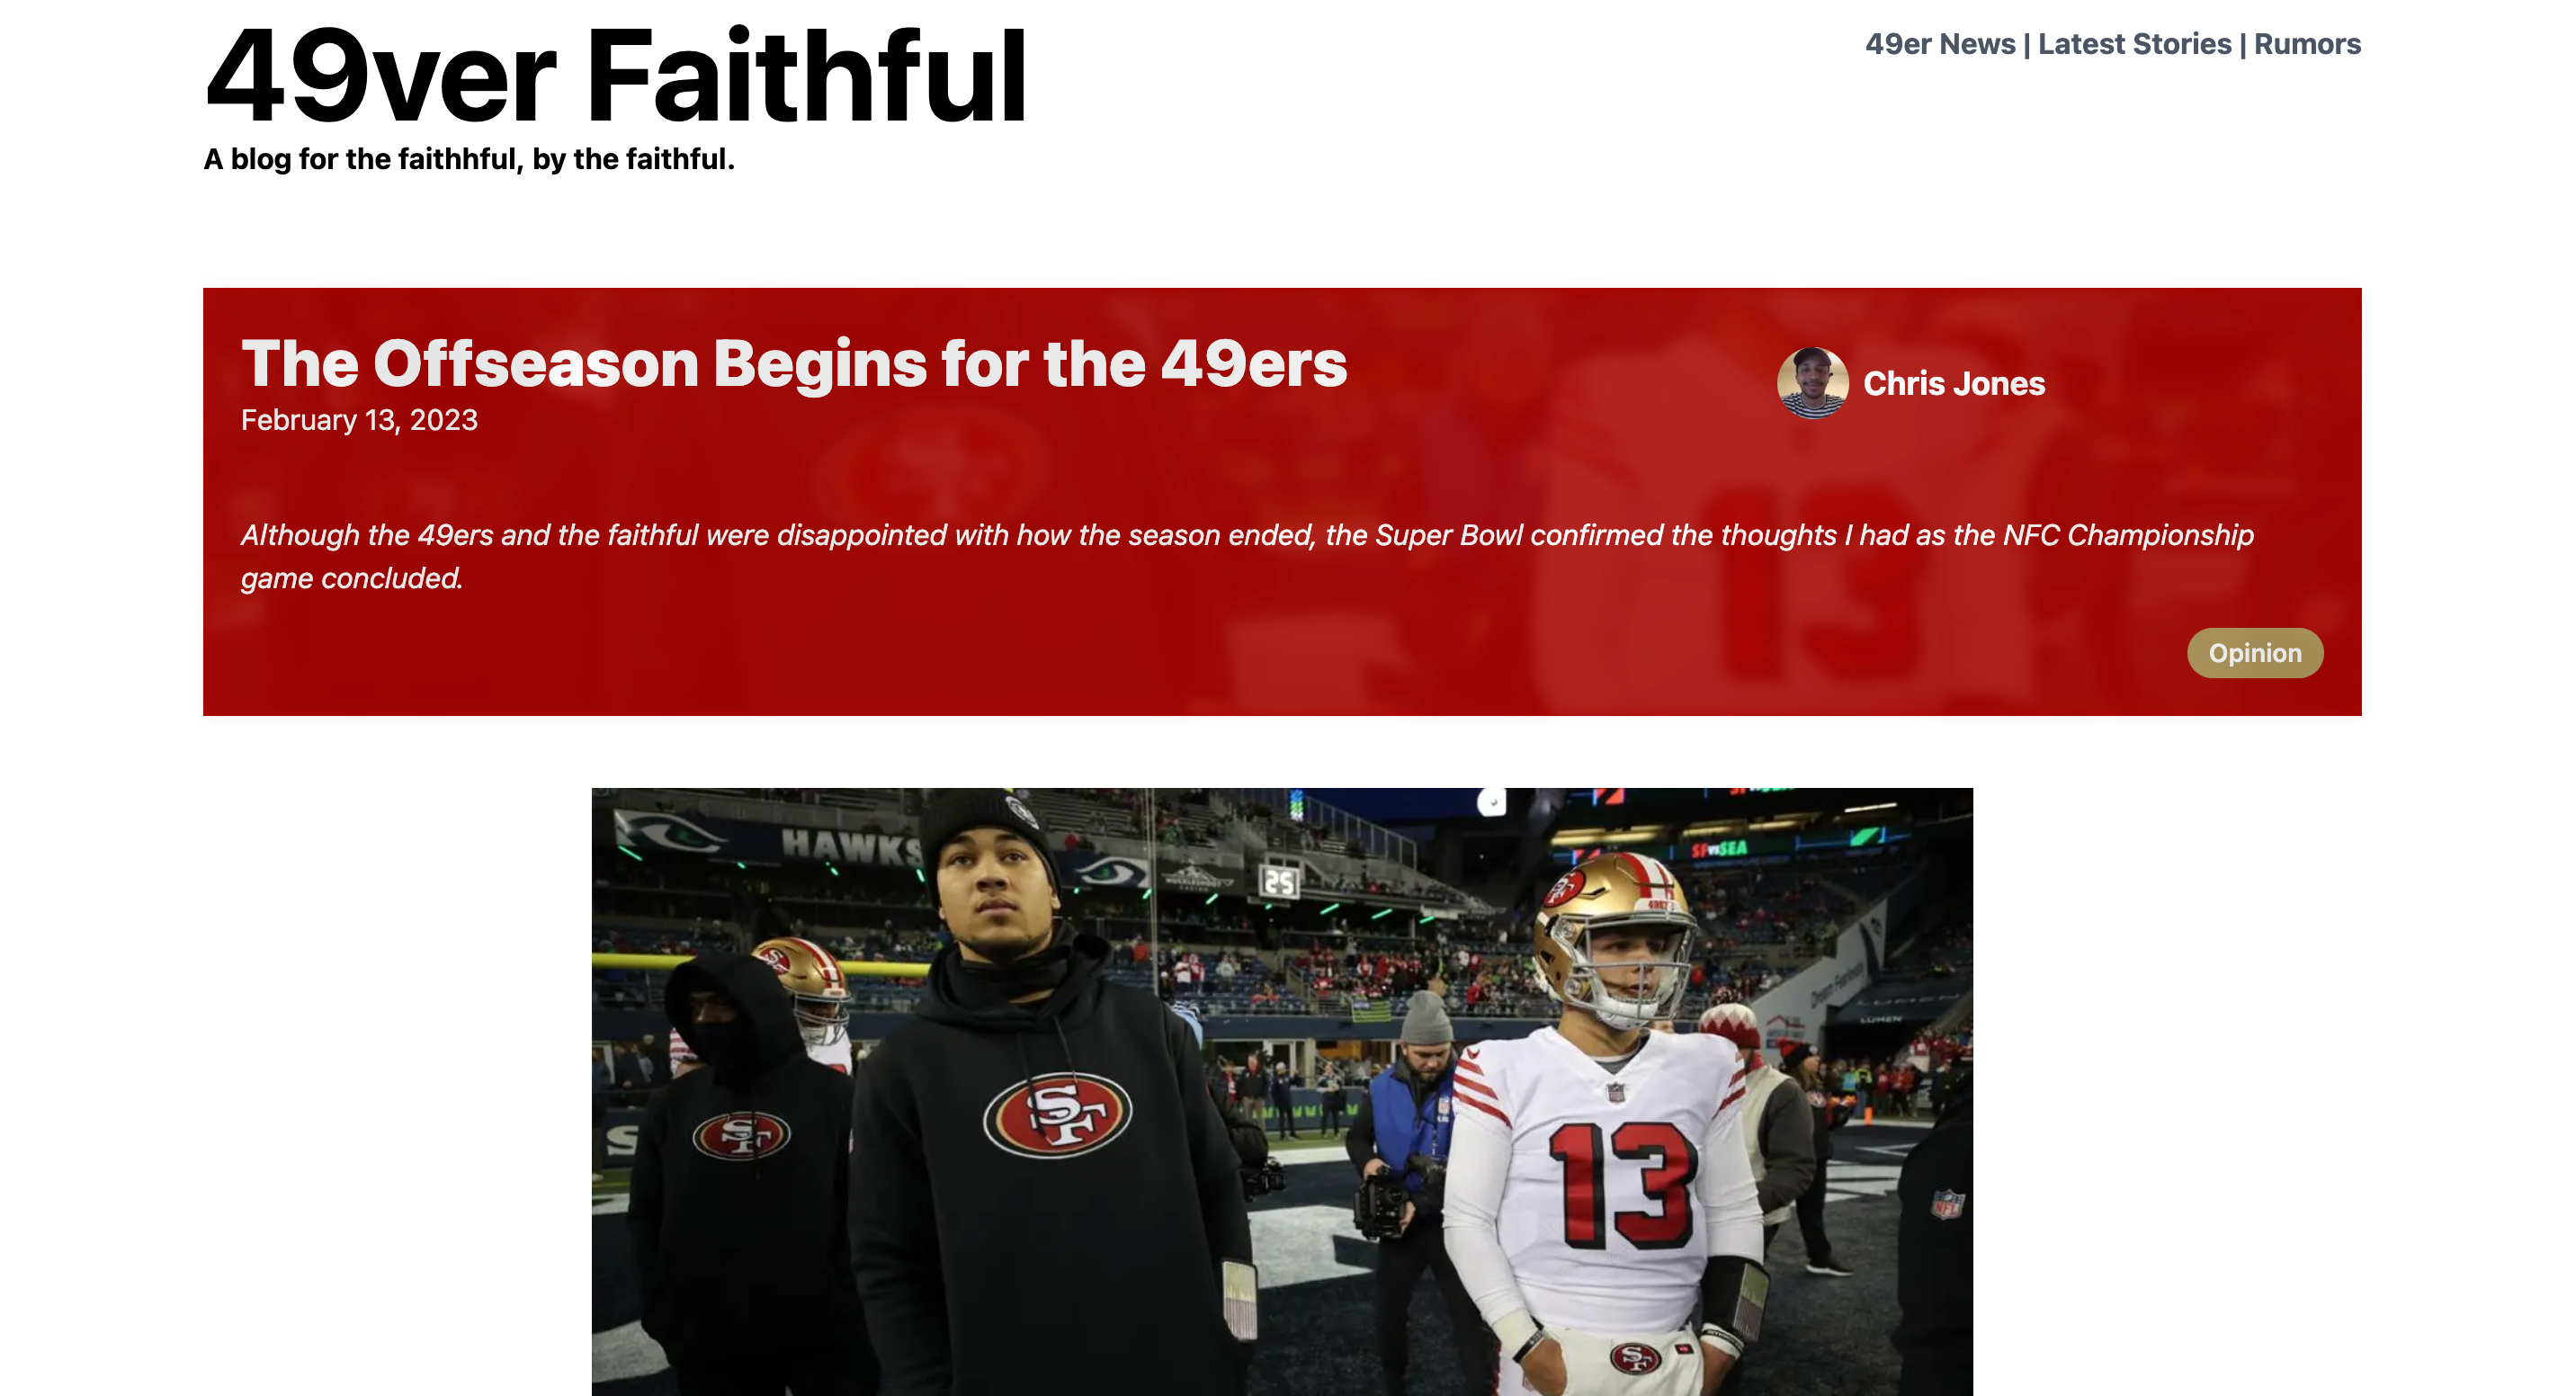 49ver Faithful
49er News | Latest Stories | Rumors
A blog for the faithhful, by the faithful.
The Offseason Begins for the 49ers
Chris Jones
February 13, 2023
Although the 49ers and the faithful were disappointed with how the season ended, the Super Bowl confirmed the thoughts I had as the NFC Championship
game concluded.
Opinion
HAWKS
25
SF vs SEA
LUMEN
SF
SF
13
NFL
SF